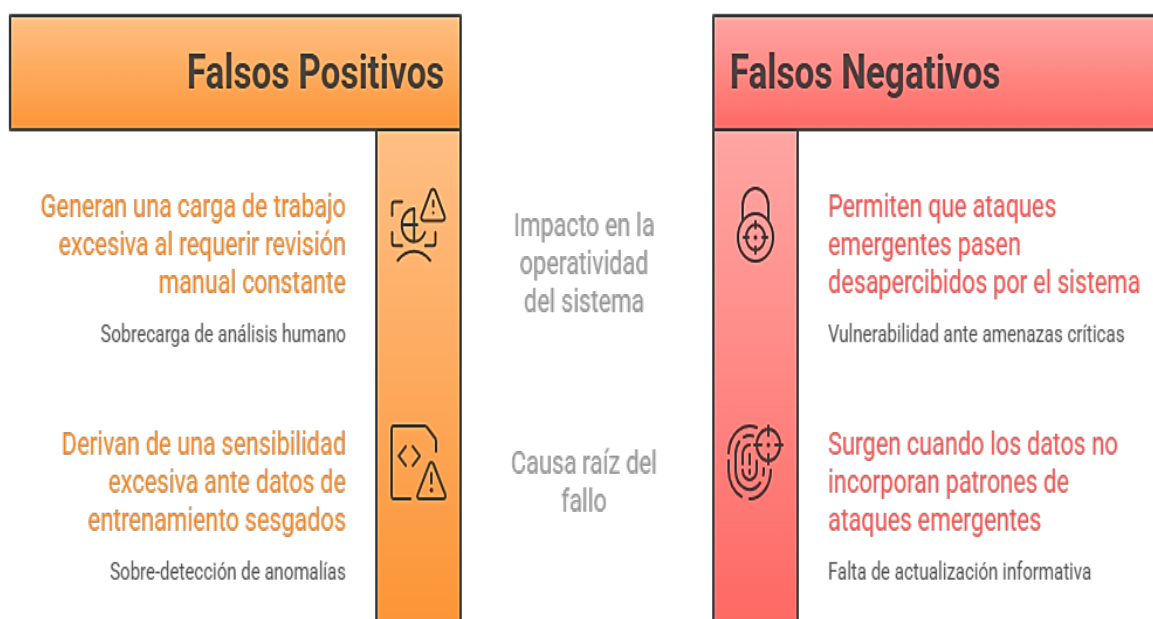 Falsos Positivos
Falsos Negativos
Generan una carga de trabajo
excesiva al requerir revisión
manual constante
Sobrecarga de análisis humano
Impacto en la
operatividad
del sistema
Permiten que ataques
emergentes pasen
desapercibidos por el sistema
Vulnerabilidad ante amenazas críticas
Derivan de una sensibilidad
excesiva ante datos de
entrenamiento sesgados
Sobre-detección de anomalías
Causa raíz del
fallo
Surgen cuando los datos no
incorporan patrones de
ataques emergentes
Falta de actualización informativa